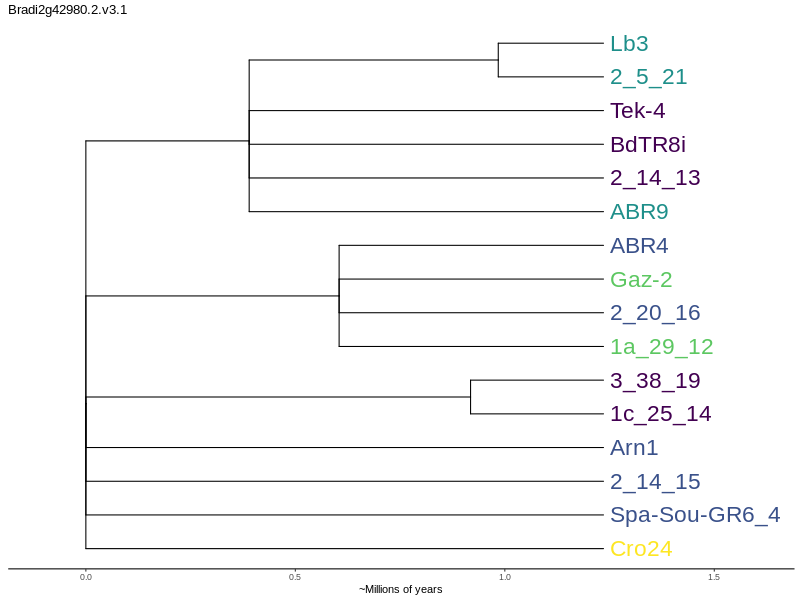 Bradi2g42980.2.v3.1
Lb3
2_5_21
Tek-4
BdTR8i
2_14_13
ABR9
ABR4
Gaz-2
2_20_16
1a_29_12
3_38_19
1c_25_14
Arn1
2_14_15
Spa-Sou-GR6_4
Cro24
0.0 0.5 1.0 1.5
~Millions of years